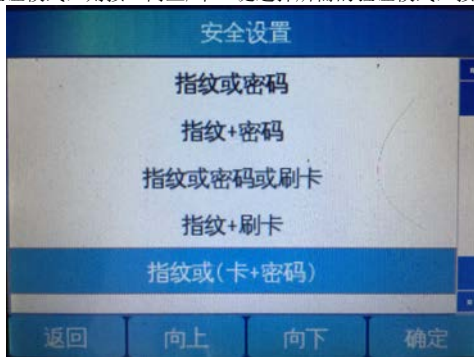 安全设置
指纹或密码
指纹+密码
指纹或密码或刷卡
指纹+刷卡
指纹或(卡+密码)
返回 向上 向下 确定